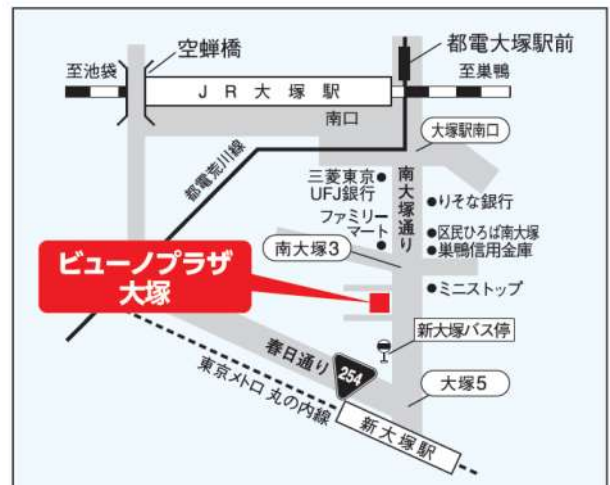 空蝉橋
都電大塚駅前
至池袋
至巣鴨
JR大塚駅
南口
大塚駅南口
都電荒川線
三菱東京
UFJ銀行
南大塚通り
りそな銀行
ファミリー
マート
区民ひろば南大塚
巣鴨信用金庫
南大塚3
ビューノプラザ
大塚
ミニストップ
新大塚バス停
春日通り
254
大塚5
東京メトロ 丸の内線
新大塚駅